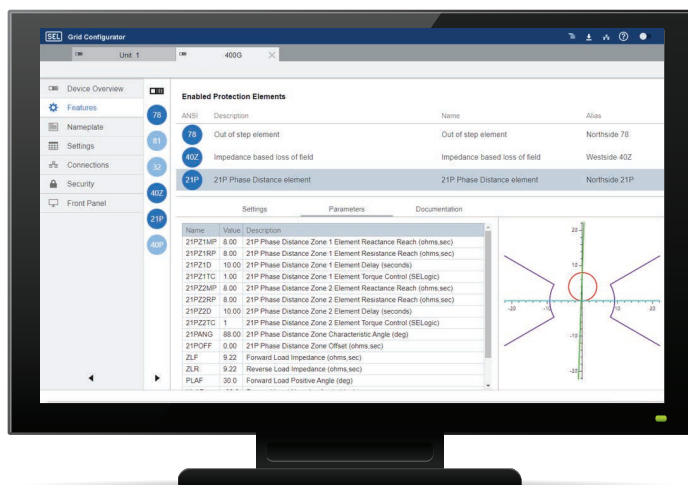 SEL Grid Configurator
Unit 1
400G
Device Overview
Features
Nameplate
Settings
Connections
Security
Front Panel
78
81
32
40Z
21P
40P
Enabled Protection Elements
ANSI Description Name Alias
78 Out of step element Out of step element Northside 78
40Z Impedance based loss of field Impedance based loss of field Westside 40Z
21P 21P Phase Distance element 21P Phase Distance element Northside 21P
Settings Parameters Documentation
Name Value Description
21PZ1MP 8.00 21P Phase Distance Zone 1 Element Reactance Reach (ohms,sec)
21PZ1RP 8.00 21P Phase Distance Zone 1 Element Resistance Reach (ohms,sec)
21PZ1D 10.00 21P Phase Distance Zone 1 Element Delay (seconds)
21PZ1TC 1.00 21P Phase Distance Zone 1 Element Torque Control (SELogic)
21PZ2MP 8.00 21P Phase Distance Zone 2 Element Reactance Reach (ohms,sec)
21PZ2RP 8.00 21P Phase Distance Zone 2 Element Resistance Reach (ohms,sec)
21PZ2D 10.00 21P Phase Distance Zone 2 Element Delay (seconds)
21PZ2TC 1 21P Phase Distance Zone 2 Element Torque Control (SELogic)
21PANG 88.00 21P Phase Distance Zone Characteristic Angle (deg)
21POFF 0.00 21P Phase Distance Zone Offset (ohms,sec)
ZLF 9.22 Forward Load Impedance (ohms,sec)
ZLR 9.22 Reverse Load Impedance (ohms,sec)
PLAF 30.0 Forward Load Positive Angle (deg)
20
10
-20 -10 10 20
-10
-20